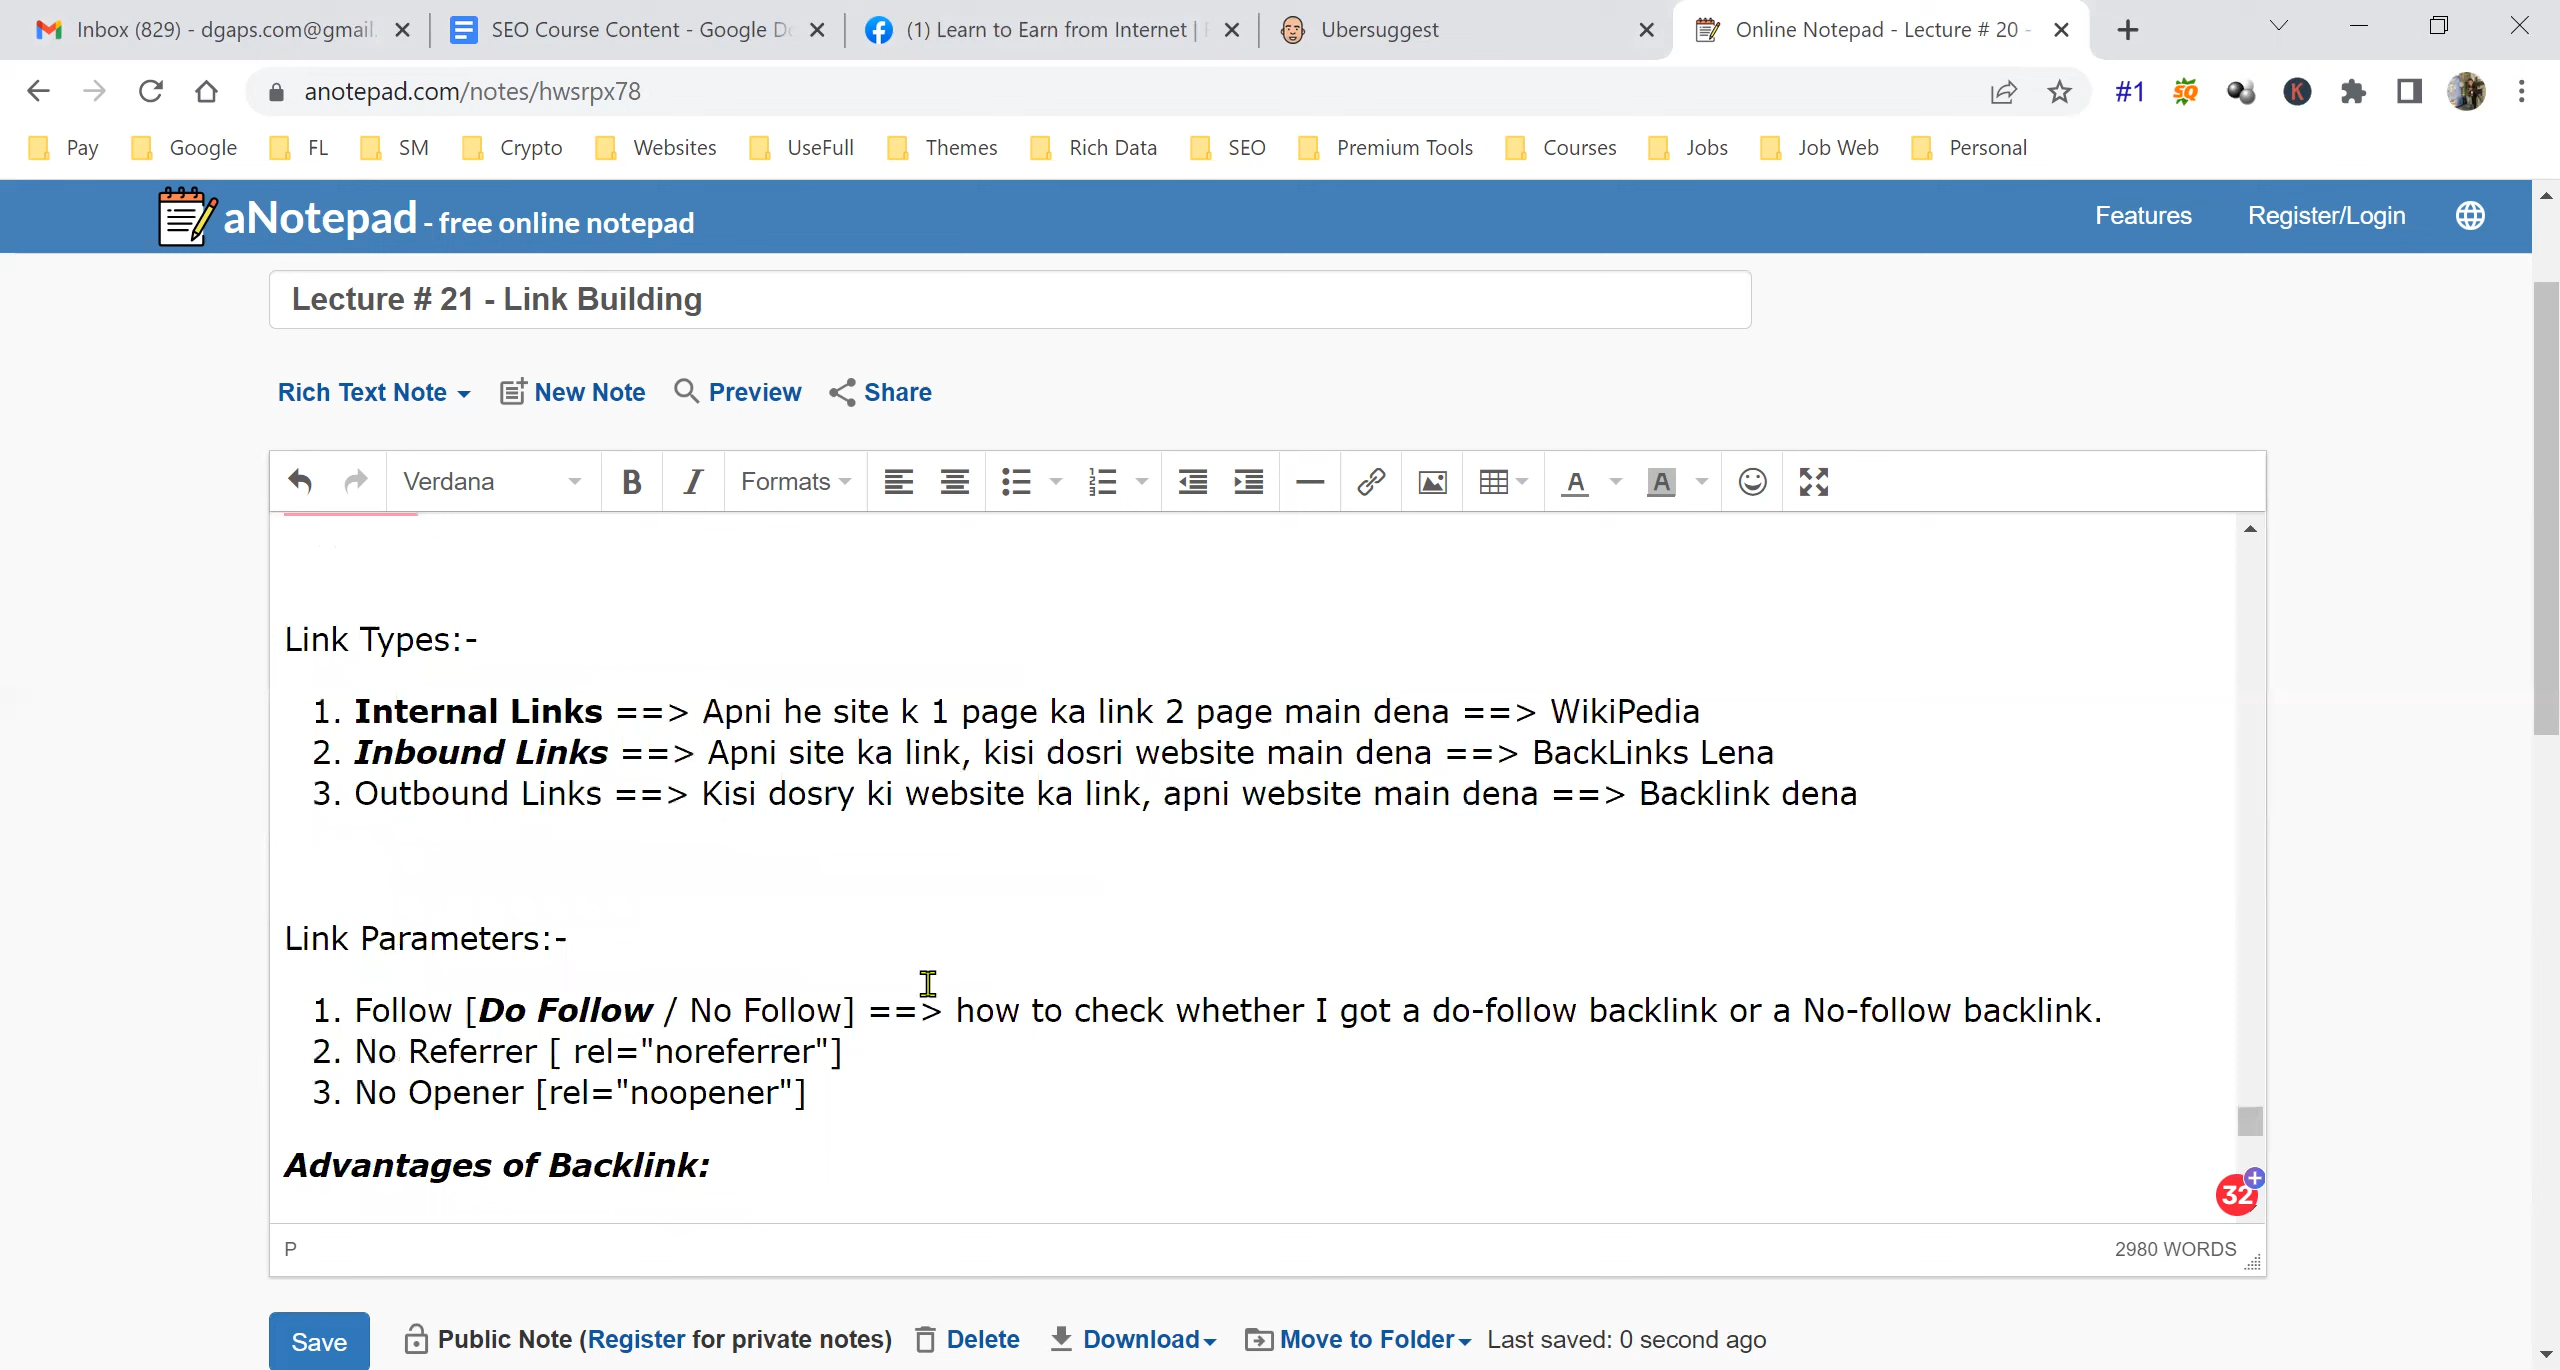 Inbox (829) - dgaps.com@gmail.
SEO Course Content - Google D
(1) Learn to Earn from Internet |
Ubersuggest
Online Notepad - Lecture # 20 -
anotepad.com/notes/hwsrpx78
#1
SQ
K
Pay
Google
FL
SM
Crypto
Websites
UseFull
Themes
Rich Data
SEO
Premium Tools
Courses
Jobs
Job Web
Personal
aNotepad - free online notepad
Features
Register/Login
Lecture # 21 - Link Building
Rich Text Note
New Note
Preview
Share
Verdana
B
I
Formats
A
A
Link Types:-
1. Internal Links ==> Apni he site k 1 page ka link 2 page main dena ==> WikiPedia
2. Inbound Links ==> Apni site ka link, kisi dosri website main dena ==> BackLinks Lena
3. Outbound Links ==> Kisi dosry ki website ka link, apni website main dena ==> Backlink dena
Link Parameters:-
1. Follow [Do Follow / No Follow] ==> how to check whether I got a do-follow backlink or a No-follow backlink.
2. No Referrer [ rel="noreferrer"]
3. No Opener [rel="noopener"]
Advantages of Backlink:
32
P
2980 WORDS
Save
Public Note (Register for private notes)
Delete
Download
Move to Folder
Last saved: 0 second ago